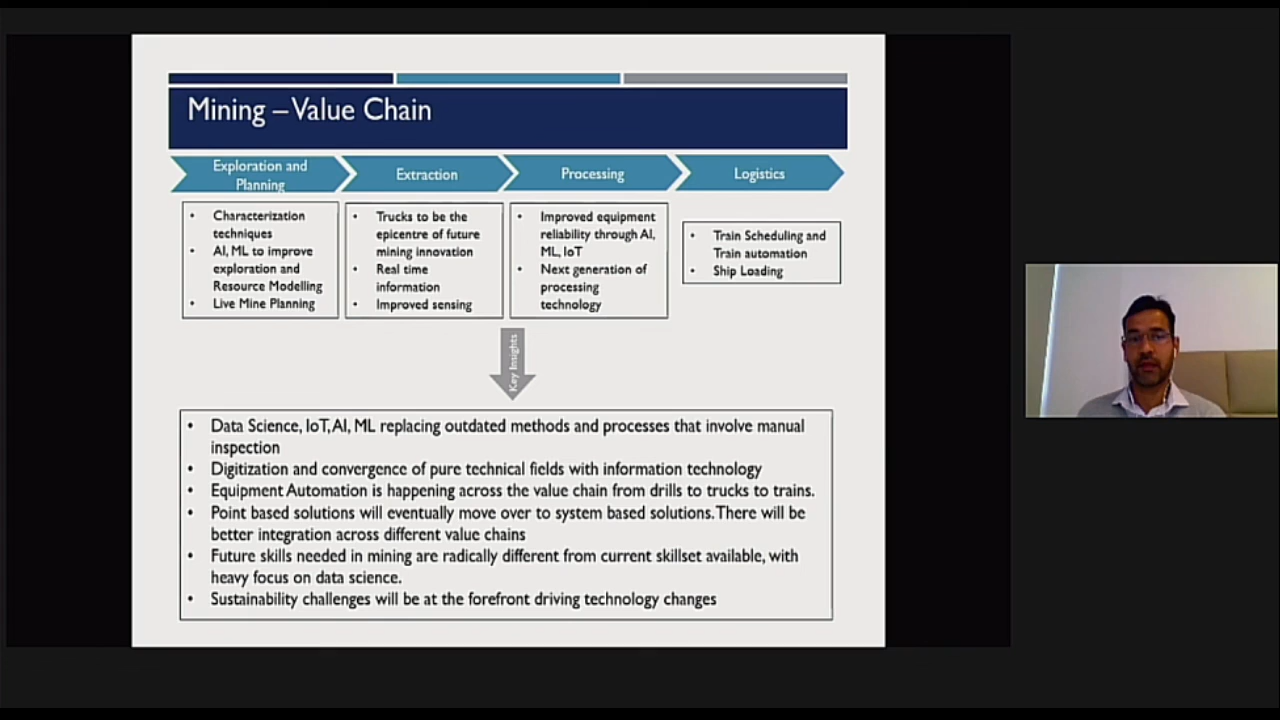 Mining – Value Chain
Exploration and
Planning
Extraction
Processing
Logistics
• Characterization
techniques
• AI, ML to improve
exploration and
Resource Modelling
• Live Mine Planning
• Trucks to be the
epicentre of future
mining innovation
• Real time
information
• Improved sensing
• Improved equipment
reliability through AI,
ML, IoT
• Next generation of
processing
technology
• Train Scheduling and
Train automation
• Ship Loading
Key Insights
• Data Science, IoT, AI, ML replacing outdated methods and processes that involve manual
inspection
• Digitization and convergence of pure technical fields with information technology
• Equipment Automation is happening across the value chain from drills to trucks to trains.
• Point based solutions will eventually move over to system based solutions. There will be
better integration across different value chains
• Future skills needed in mining are radically different from current skillset available, with
heavy focus on data science.
• Sustainability challenges will be at the forefront driving technology changes